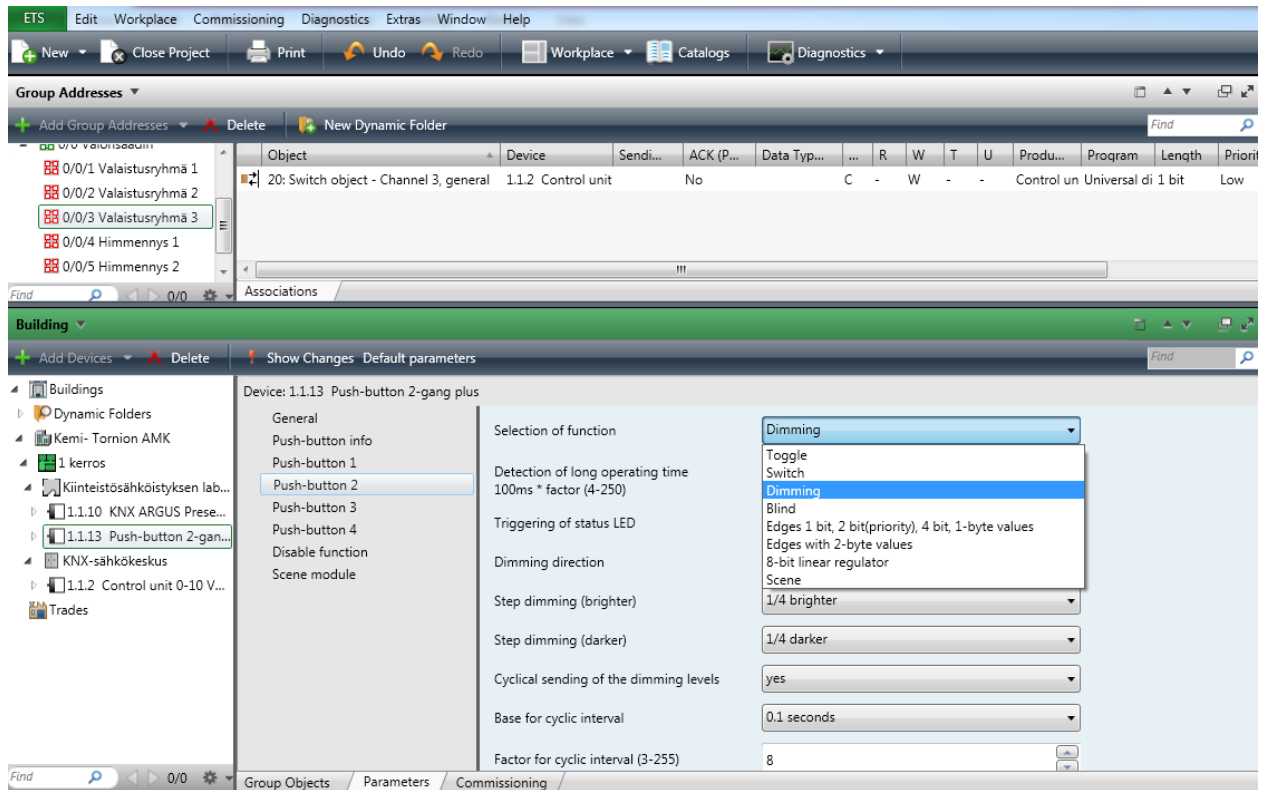 ETS Edit Workplace Commissioning Diagnostics Extras Window Help
New Close Project Print Undo Redo Workplace Catalogs Diagnostics
Group Addresses
Add Group Addresses Delete New Dynamic Folder Find
0/0 Valonsäädin
Object Device Sendi... ACK (P... Data Typ... ... R W T U Produ... Program Length Priorit
0/0/1 Valaistusryhmä 1
20: Switch object - Channel 3, general 1.1.2 Control unit No C - W - - Control un Universal di 1 bit Low
0/0/2 Valaistusryhmä 2
0/0/3 Valaistusryhmä 3
0/0/4 Himmennys 1
0/0/5 Himmennys 2
Find 0/0 Associations
Building
Add Devices Delete Show Changes Default parameters Find
Buildings
Dynamic Folders
Kemi- Tornion AMK
1 kerros
Kiinteistösähköistyksen lab...
1.1.10 KNX ARGUS Prese...
1.1.13 Push-button 2-gan...
KNX-sähkökeskus
1.1.2 Control unit 0-10 V...
Trades
Device: 1.1.13 Push-button 2-gang plus
General
Push-button info
Push-button 1
Push-button 2
Push-button 3
Push-button 4
Disable function
Scene module
Selection of function Dimming
Toggle
Switch
Dimming
Blind
Edges 1 bit, 2 bit(priority), 4 bit, 1-byte values
Edges with 2-byte values
8-bit linear regulator
Scene
Detection of long operating time
100ms * factor (4-250)
Triggering of status LED
Dimming direction
Step dimming (brighter) 1/4 brighter
Step dimming (darker) 1/4 darker
Cyclical sending of the dimming levels yes
Base for cyclic interval 0.1 seconds
Factor for cyclic interval (3-255) 8
Find 0/0 Group Objects Parameters Commissioning